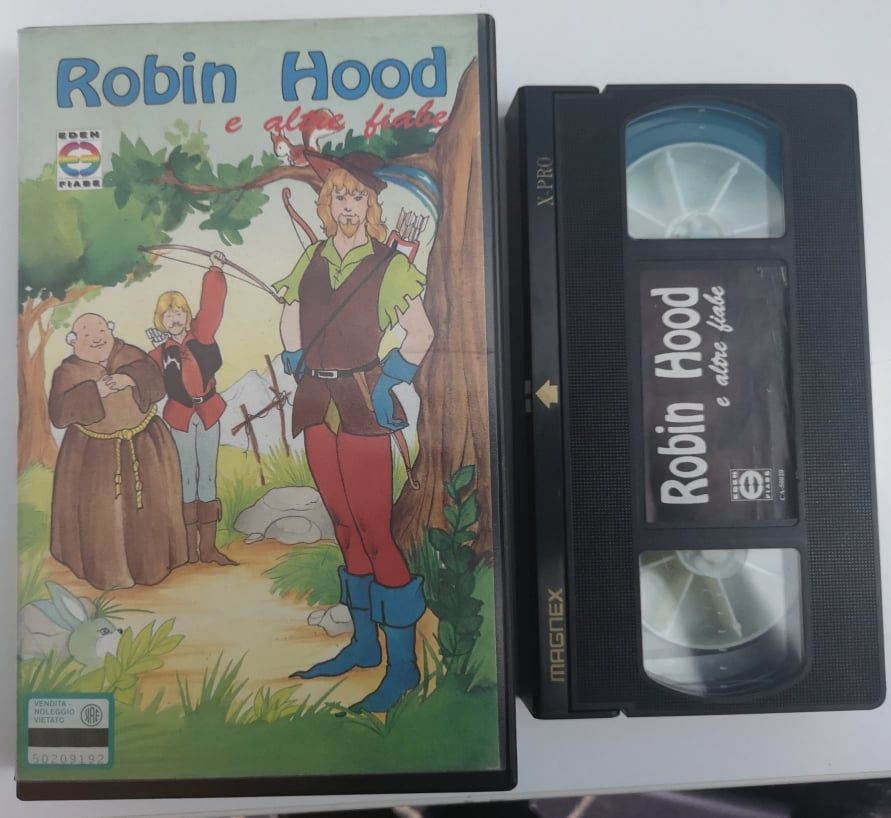 Robin Hood
e altre fiabe
EDEN
FIABE
VENDITA -
NOLEGGIO
VIETATO
50209192
X-PRO
MAGNEX
Robin Hood
e altre fiabe
EDEN
FIABE